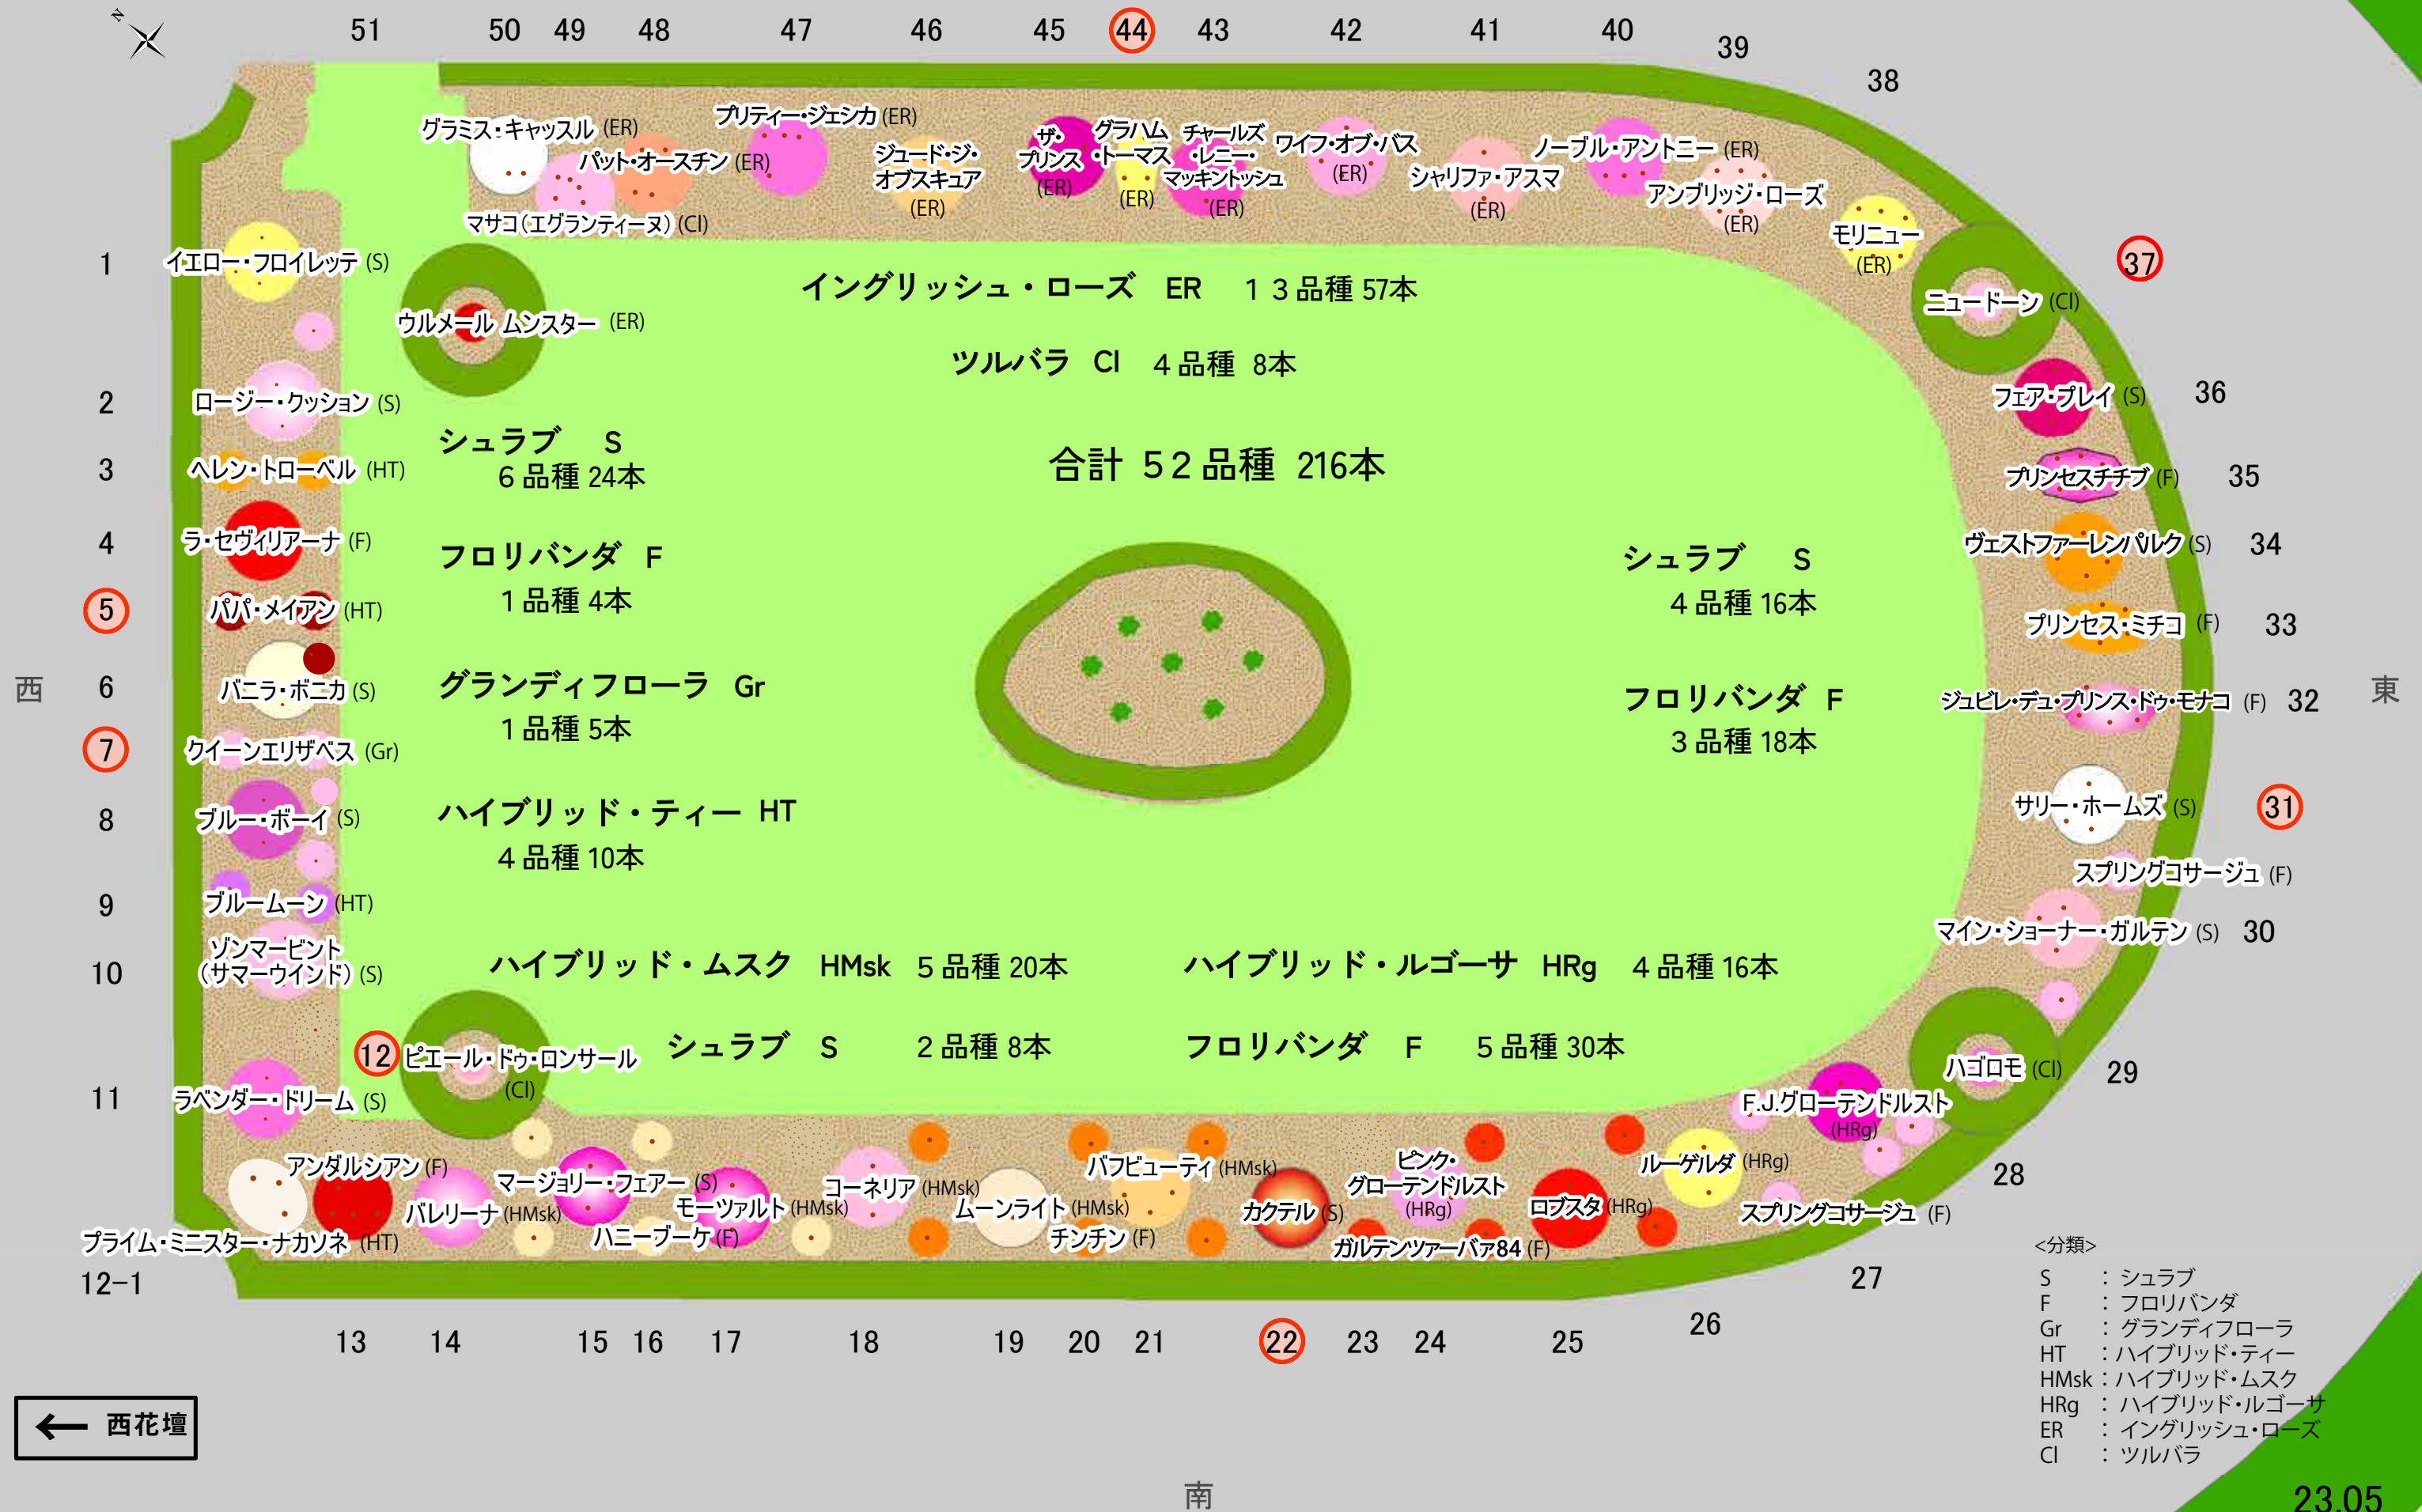 N
51 50 49 48 47 46 45 44 43 42 41 40 39 38
グラミス・キャッスル (ER)
プリティー・ジェシカ (ER)
パット・オースチン (ER)
マサコ(エグランティーヌ) (Cl)
ジュード・ジ・
オブスキュア
(ER)
ザ・
プリンス
(ER)
グラハム
・トーマス
(ER)
チャールズ
・レニー・
マッキントッシュ
(ER)
ワイフ・オブ・バス
(ER)
シャリファ・アスマ
(ER)
ノーブル・アントニー (ER)
アンブリッジ・ローズ
(ER)
モリニュー
(ER)
37
ニュードーン (Cl)
1 イエロー・フロイレッテ (S)
ウルメール ムンスター (ER)
イングリッシュ・ローズ ER 13品種 57本
ツルバラ Cl 4品種 8本
合計 52品種 216本
2 ロージー・クッション (S)
3 ヘレン・トローベル (HT)
4 ラ・セヴィリアーナ (F)
5 パパ・メイアン (HT)
西
6 バニラ・ボニカ (S)
7 クイーンエリザベス (Gr)
8 ブルー・ボーイ (S)
9 ブルームーン (HT)
10 ゾンマービント
(サマーウインド) (S)
11 ラベンダー・ドリーム (S)
シュラブ S
6品種 24本
フロリバンダ F
1品種 4本
グランディフローラ Gr
1品種 5本
ハイブリッド・ティー HT
4品種 10本
シュラブ S
4品種 16本
フロリバンダ F
3品種 18本
フェア・プレイ (S) 36
プリンセスチチブ (F) 35
ヴェストファーレンパルク (S) 34
プリンセス・ミチコ (F) 33
ジュビレ・デュ・プリンス・ドゥ・モナコ (F) 32
東
サリー・ホームズ (S) 31
スプリングコサージュ (F)
マイン・ショーナー・ガルテン (S) 30
ハゴロモ (Cl) 29
ハイブリッド・ムスク HMsk 5品種 20本
ハイブリッド・ルゴーサ HRg 4品種 16本
シュラブ S 2品種 8本
フロリバンダ F 5品種 30本
12 ピエール・ドゥ・ロンサール
(Cl)
F.J.グローテンドルスト
(HRg)
28
アンダルシアン (F)
プライム・ミニスター・ナカソネ (HT)
バレリーナ (HMsk)
マージョリー・フェアー (S)
ハニーブーケ (F)
モーツァルト (HMsk)
コーネリア (HMsk)
ムーンライト (HMsk)
バフビューティ (HMsk)
チンチン (F)
カクテル (S)
ピンク・
グローテンドルスト
(HRg)
ガルテンツァーバァ84 (F)
ロブスタ (HRg)
ルーゲルダ (HRg)
スプリングコサージュ (F)
12-1
13 14 15 16 17 18 19 20 21 22 23 24 25 26 27
<分類>
S : シュラブ
F : フロリバンダ
Gr : グランディフローラ
HT : ハイブリッド・ティー
HMsk : ハイブリッド・ムスク
HRg : ハイブリッド・ルゴーサ
ER : イングリッシュ・ローズ
Cl : ツルバラ
← 西花壇
南
23.05